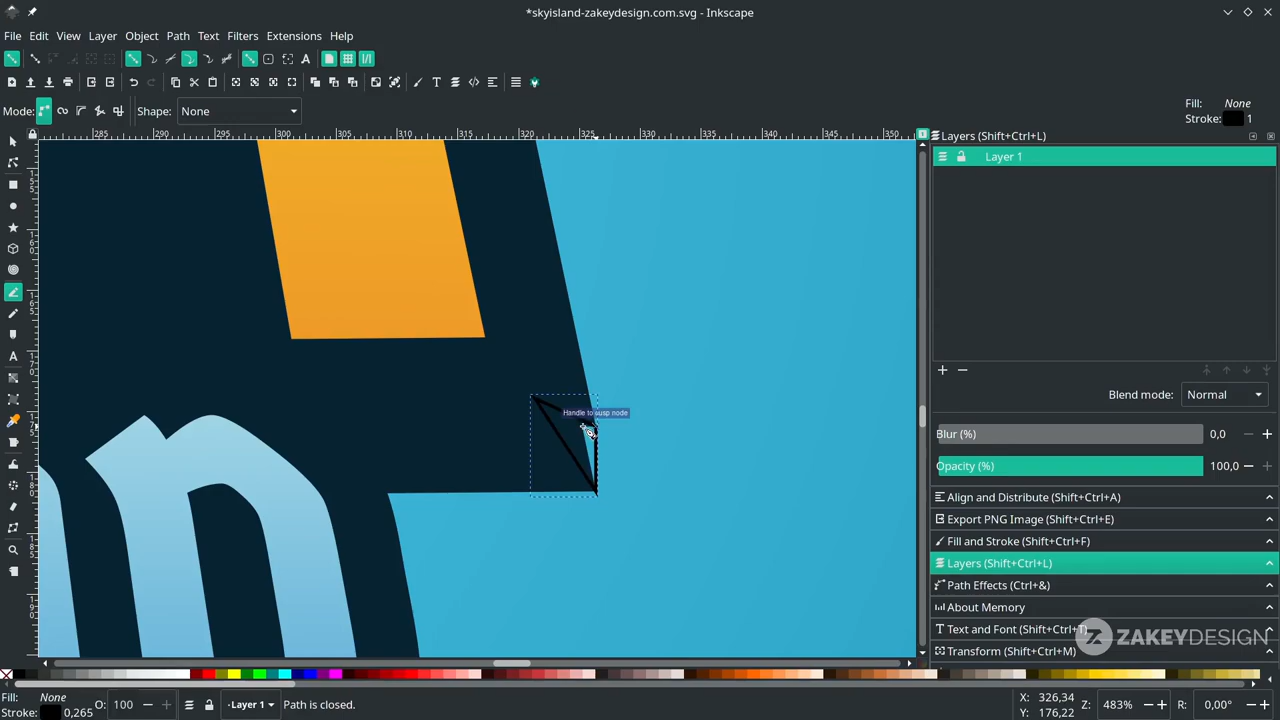 *skyisland-zakeydesign.com.svg - Inkscape
File Edit View Layer Object Path Text Filters Extensions Help
Mode: Shape: None
Fill: None
Stroke: 1
285 290 295 300 305 310 315 320 325 330 335 340 345 350
Layers (Shift+Ctrl+L)
Layer 1
Handle to cusp node
n
Blend mode: Normal
Blur (%) 0,0
Opacity (%) 100,0
Align and Distribute (Shift+Ctrl+A)
Export PNG Image (Shift+Ctrl+E)
Fill and Stroke (Shift+Ctrl+F)
Layers (Shift+Ctrl+L)
Path Effects (Ctrl+&)
About Memory
Text and Font (Shift+Ctrl+T)
Transform (Shift+Ctrl+M)
Z ZAKEYDESIGN
Fill: None
Stroke: 0,265
O: 100
Layer 1
Path is closed.
X: 326,34
Y: 176,22
Z: 483%
R: 0,00°